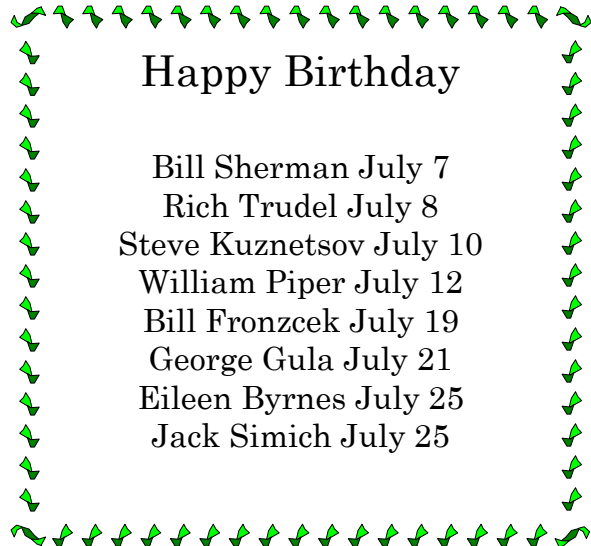 Happy Birthday
Bill Sherman July 7
Rich Trudel July 8
Steve Kuznetsov July 10
William Piper July 12
Bill Fronzcek July 19
George Gula July 21
Eileen Byrnes July 25
Jack Simich July 25